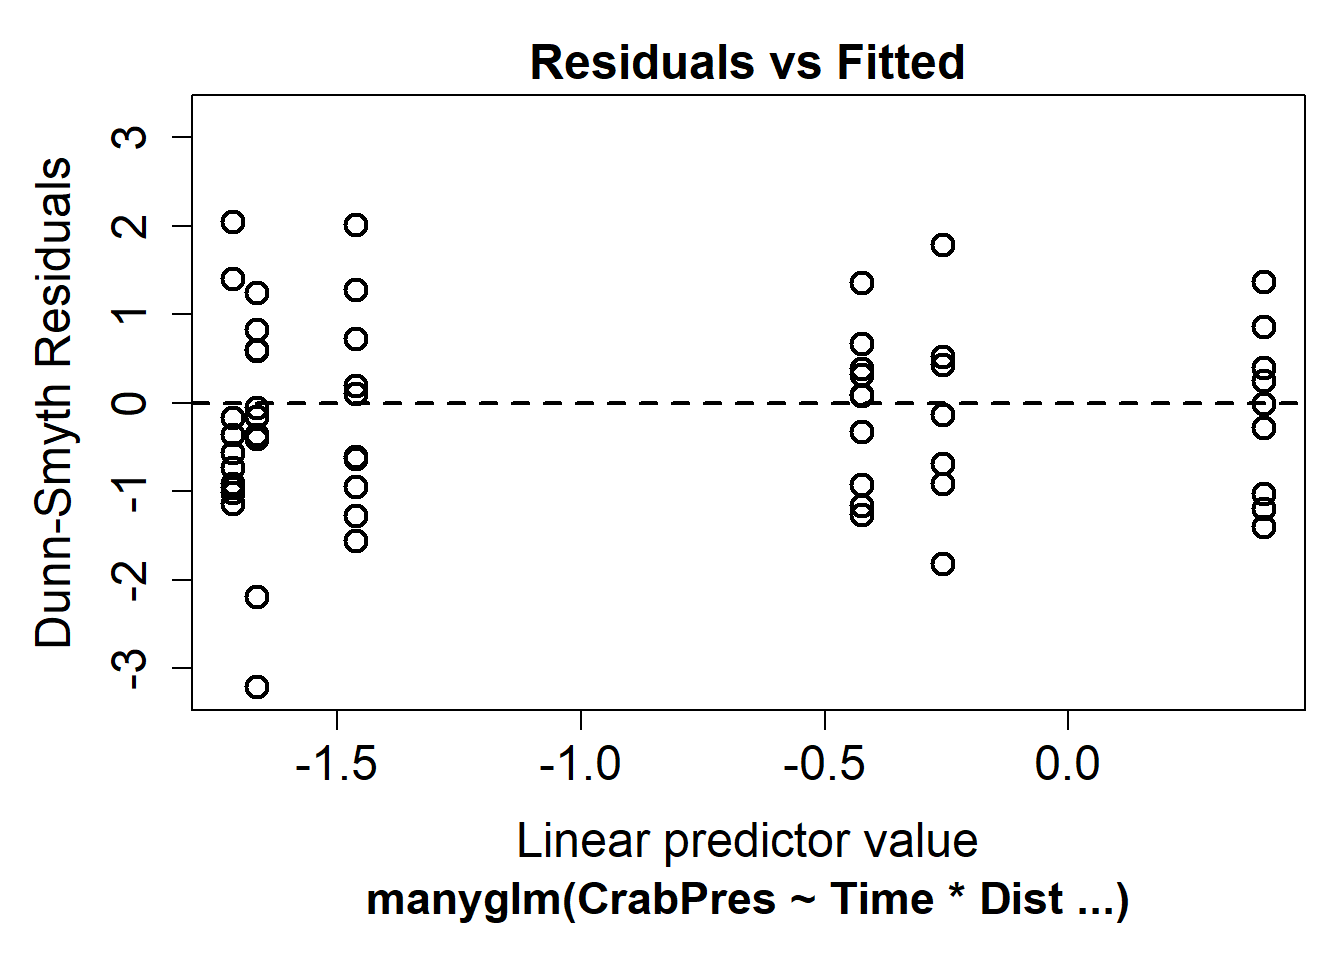 Residuals vs Fitted
Dunn-Smyth Residuals
3
2
1
0
-1
-2
-3
-1.5 -1.0 -0.5 0.0
Linear predictor value
manyglm(CrabPres ~ Time * Dist ...)